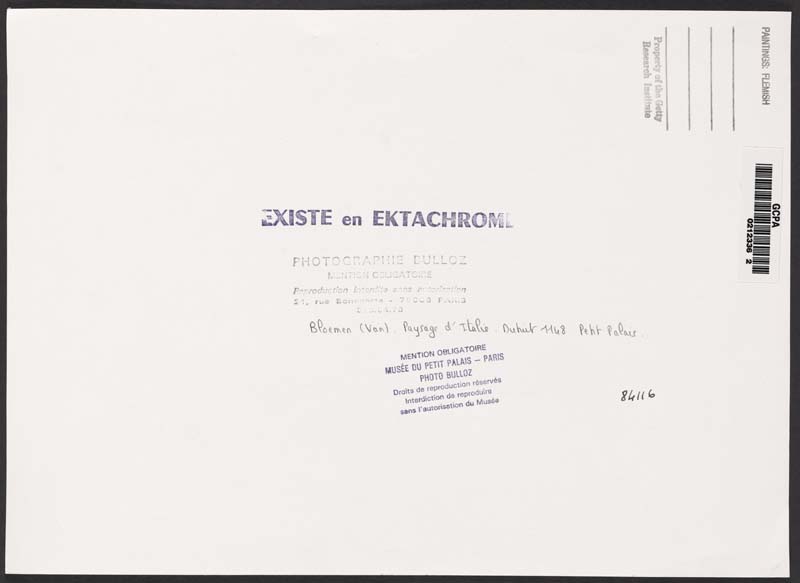 PAINTINGS: FLEMISH
Property of the Getty
Research Institute
GCPA
0212336 2
EXISTE en EKTACHROME
PHOTOGRAPHIE BULLOZ
MENTION OBLIGATOIRE
Reproduction interdite sans autorisation
21, rue Bonaparte - 75006 PARIS
Bloemen (Van). Paysage d'Italie. Dutuit 1148 Petit Palais.
MENTION OBLIGATOIRE
MUSÉE DU PETIT PALAIS — PARIS
PHOTO BULLOZ
Droits de reproduction réservés
Interdiction de reproduire
sans l'autorisation du Musée
84116